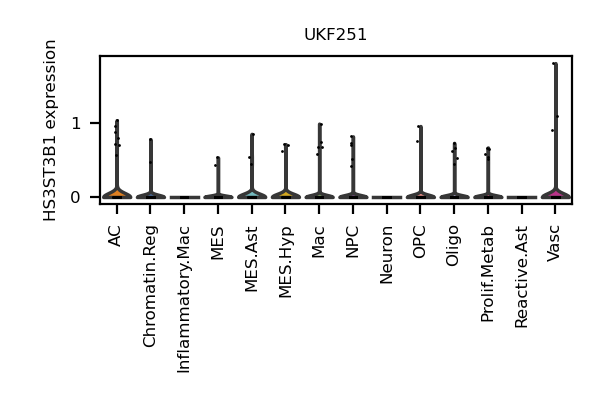 UKF251
HS3ST3B1 expression
1
0
AC
Chromatin.Reg
Inflammatory.Mac
MES
MES.Ast
MES.Hyp
Mac
NPC
Neuron
OPC
Oligo
Prolif.Metab
Reactive.Ast
Vasc